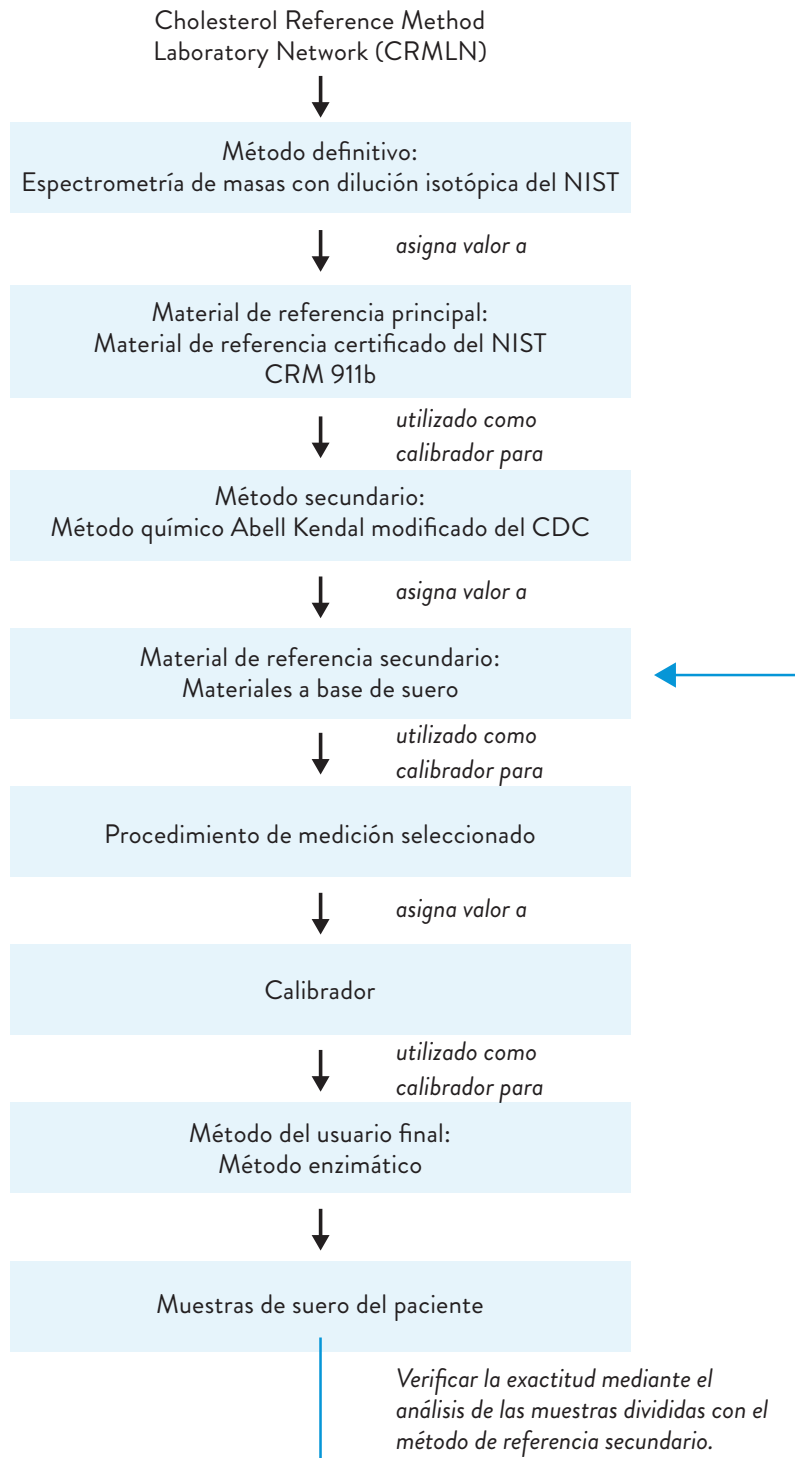 Cholesterol Reference Method
Laboratory Network (CRMLN)
Método definitivo:
Espectrometría de masas con dilución isotópica del NIST
asigna valor a
Material de referencia principal:
Material de referencia certificado del NIST
CRM 911b
utilizado como
calibrador para
Método secundario:
Método químico Abell Kendal modificado del CDC
asigna valor a
Material de referencia secundario:
Materiales a base de suero
utilizado como
calibrador para
Procedimiento de medición seleccionado
asigna valor a
Calibrador
utilizado como
calibrador para
Método del usuario final:
Método enzimático
Muestras de suero del paciente
Verificar la exactitud mediante el
análisis de las muestras divididas con el
método de referencia secundario.